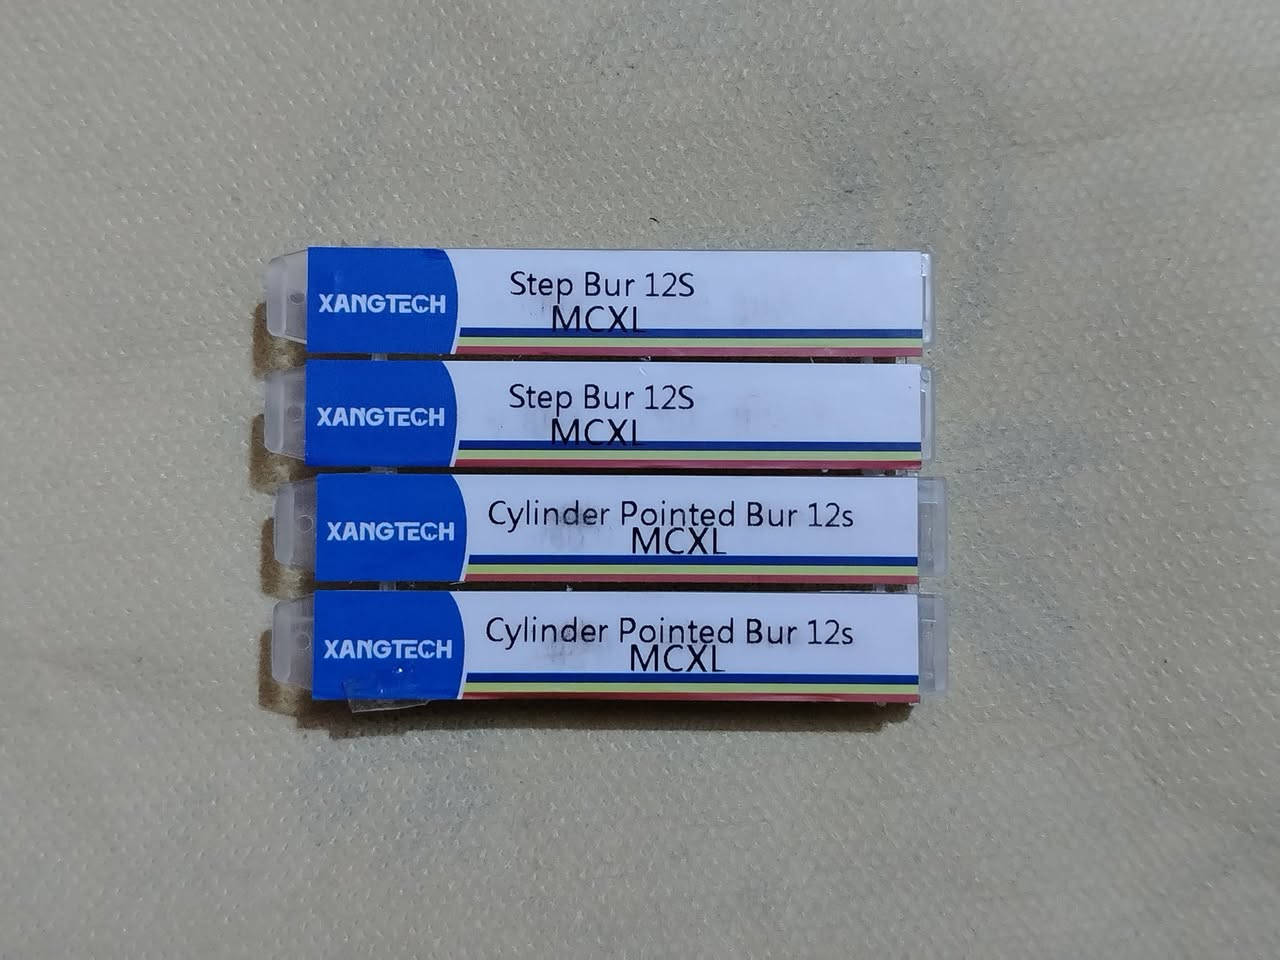 XANGTECH
Step Bur 12S
MCXL
XANGTECH
Step Bur 12S
MCXL
XANGTECH
Cylinder Pointed Bur 12s
MCXL
XANGTECH
Cylinder Pointed Bur 12s
MCXL